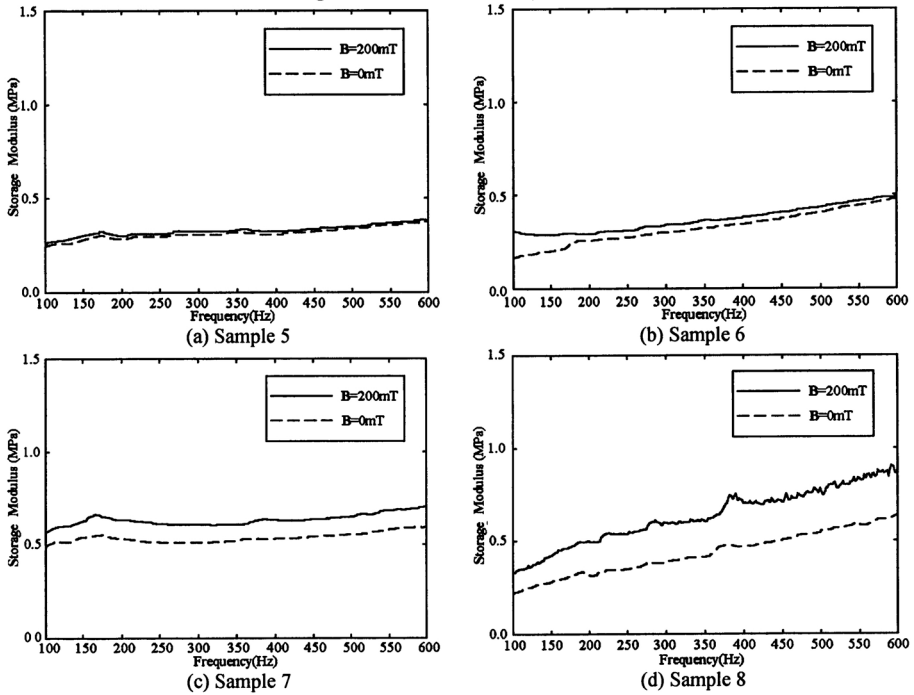 1.5
B=200mT
B=0mT
1.0
Storage Modulus (MPa)
0.5
0.0
100 150 200 250 300 350 400 450 500 550 600
Frequency(Hz)
(a) Sample 5
1.5
B=200mT
B=0mT
1.0
Storage Modulus (MPa)
0.5
0.0
100 150 200 250 300 350 400 450 500 550 600
Frequency(Hz)
(b) Sample 6
1.5
B=200mT
B=0mT
1.0
Storage Modulus (MPa)
0.5
0 0
100 150 200 250 300 350 400 450 500 550 600
Frequency(Hz)
(c) Sample 7
1.5
B=200mT
B=0mT
1.0
Storage Modulus (MPa)
0.5
0.0
100 150 200 250 300 350 400 450 500 550 600
Frequency(Hz)
(d) Sample 8